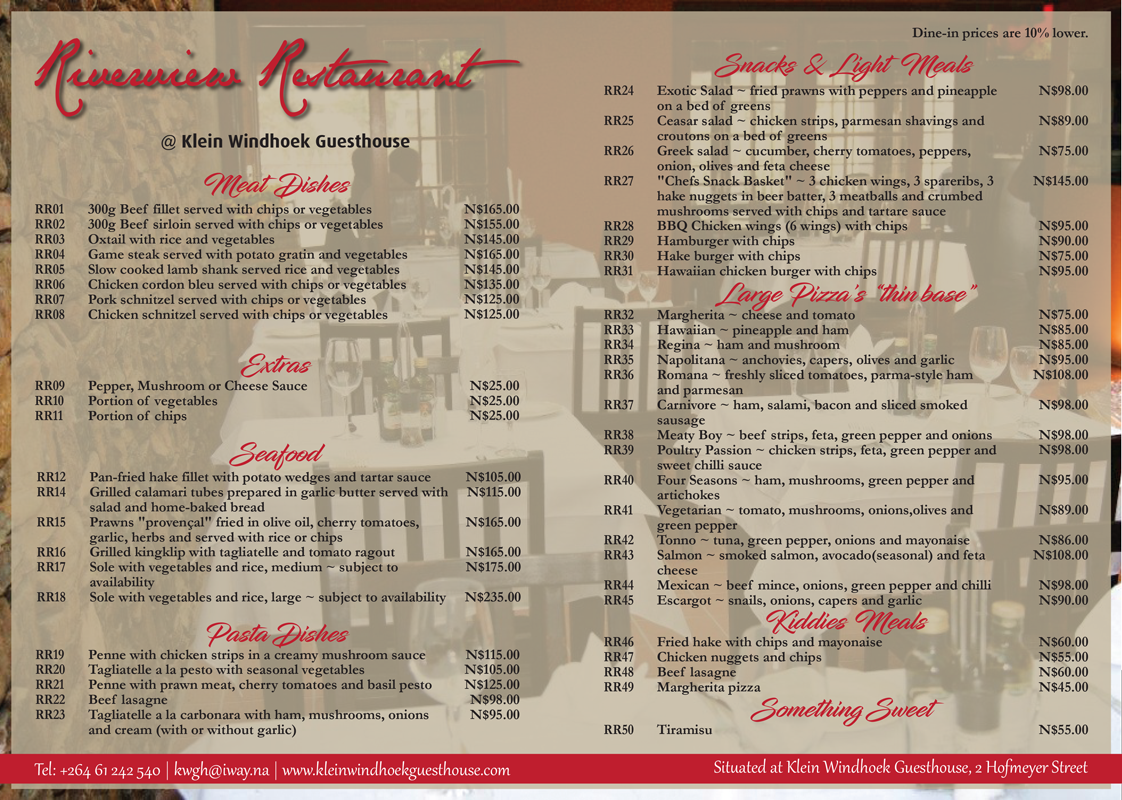 Riverview Restaurant
@ Klein Windhoek Guesthouse
Meat Dishes
RR01 300g Beef fillet served with chips or vegetables N$165.00
RR02 300g Beef sirloin served with chips or vegetables N$155.00
RR03 Oxtail with rice and vegetables N$145.00
RR04 Game steak served with potato gratin and vegetables N$165.00
RR05 Slow cooked lamb shank served rice and vegetables N$145.00
RR06 Chicken cordon bleu served with chips or vegetables N$135.00
RR07 Pork schnitzel served with chips or vegetables N$125.00
RR08 Chicken schnitzel served with chips or vegetables N$125.00
Extras
RR09 Pepper, Mushroom or Cheese Sauce N$25.00
RR10 Portion of vegetables N$25.00
RR11 Portion of chips N$25.00
Seafood
RR12 Pan-fried hake fillet with potato wedges and tartar sauce N$105.00
RR14 Grilled calamari tubes prepared in garlic butter served with N$115.00
salad and home-baked bread
RR15 Prawns "provençal" fried in olive oil, cherry tomatoes, N$165.00
garlic, herbs and served with rice or chips
RR16 Grilled kingklip with tagliatelle and tomato ragout N$165.00
RR17 Sole with vegetables and rice, medium ~ subject to N$175.00
availability
RR18 Sole with vegetables and rice, large ~ subject to availability N$235.00
Pasta Dishes
RR19 Penne with chicken strips in a creamy mushroom sauce N$115.00
RR20 Tagliatelle a la pesto with seasonal vegetables N$105.00
RR21 Penne with prawn meat, cherry tomatoes and basil pesto N$125.00
RR22 Beef lasagne N$98.00
RR23 Tagliatelle a la carbonara with ham, mushrooms, onions N$95.00
and cream (with or without garlic)
Dine-in prices are 10% lower.
Snacks & Light Meals
RR24 Exotic Salad ~ fried prawns with peppers and pineapple N$98.00
on a bed of greens
RR25 Ceasar salad ~ chicken strips, parmesan shavings and N$89.00
croutons on a bed of greens
RR26 Greek salad ~ cucumber, cherry tomatoes, peppers, N$75.00
onion, olives and feta cheese
RR27 "Chefs Snack Basket" ~ 3 chicken wings, 3 spareribs, 3 N$145.00
hake nuggets in beer batter, 3 meatballs and crumbed
mushrooms served with chips and tartare sauce
RR28 BBQ Chicken wings (6 wings) with chips N$95.00
RR29 Hamburger with chips N$90.00
RR30 Hake burger with chips N$75.00
RR31 Hawaiian chicken burger with chips N$95.00
Large Pizza's "thin base"
RR32 Margherita ~ cheese and tomato N$75.00
RR33 Hawaiian ~ pineapple and ham N$85.00
RR34 Regina ~ ham and mushroom N$85.00
RR35 Napolitana ~ anchovies, capers, olives and garlic N$95.00
RR36 Romana ~ freshly sliced tomatoes, parma-style ham N$108.00
and parmesan
RR37 Carnivore ~ ham, salami, bacon and sliced smoked N$98.00
sausage
RR38 Meaty Boy ~ beef strips, feta, green pepper and onions N$98.00
RR39 Poultry Passion ~ chicken strips, feta, green pepper and N$98.00
sweet chilli sauce
RR40 Four Seasons ~ ham, mushrooms, green pepper and N$95.00
artichokes
RR41 Vegetarian ~ tomato, mushrooms, onions,olives and N$89.00
green pepper
RR42 Tonno ~ tuna, green pepper, onions and mayonaise N$86.00
RR43 Salmon ~ smoked salmon, avocado(seasonal) and feta N$108.00
cheese
RR44 Mexican ~ beef mince, onions, green pepper and chilli N$98.00
RR45 Escargot ~ snails, onions, capers and garlic N$90.00
Kiddies Meals
RR46 Fried hake with chips and mayonaise N$60.00
RR47 Chicken nuggets and chips N$55.00
RR48 Beef lasagne N$60.00
RR49 Margherita pizza N$45.00
Something Sweet
RR50 Tiramisu N$55.00
Tel: +264 61 242 540 | kwgh@iway.na | www.kleinwindhoekguesthouse.com
Situated at Klein Windhoek Guesthouse, 2 Hofmeyer Street